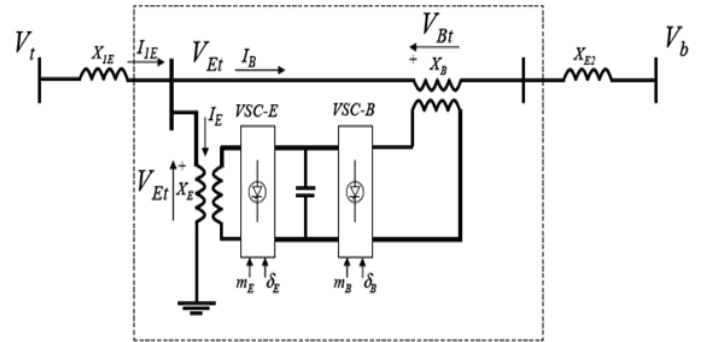 V_t
X_1E
I_1E
V_Et
I_B
V_Bt
+
X_B
X_E2
V_b
I_E
VSC-E
VSC-B
V_Et
+
X_E
m_E
δ_E
m_B
δ_B